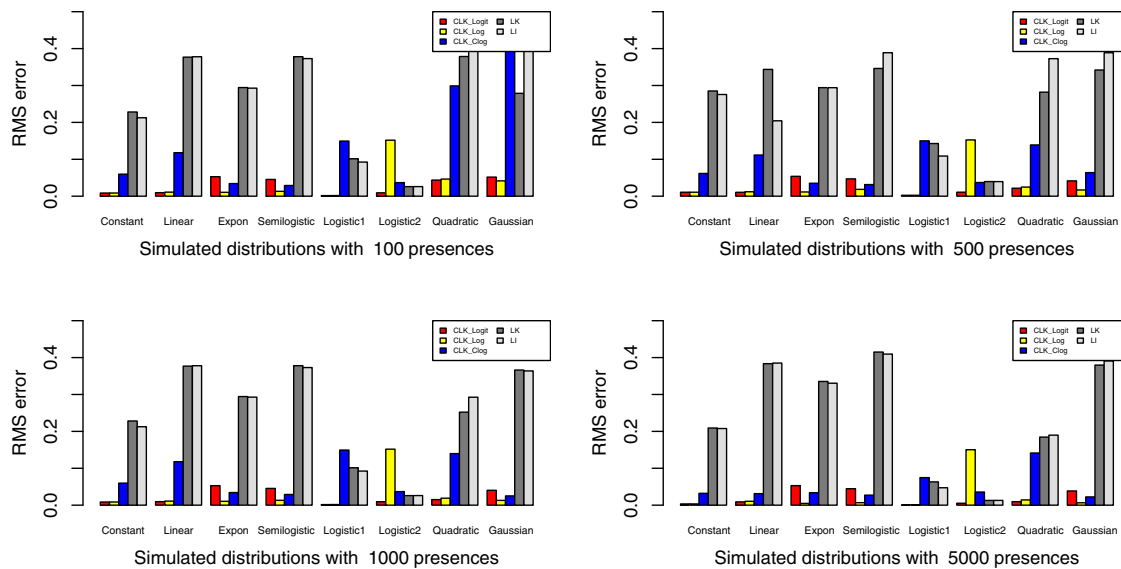 CLK_Logit
CLK_Log
CLK_Clog
LK
LI
RMS error
0.4
0.2
0.0
Constant Linear Expon Semilogistic Logistic1 Logistic2 Quadratic Gaussian
Simulated distributions with 100 presences
CLK_Logit
CLK_Log
CLK_Clog
LK
LI
RMS error
0.4
0.2
0.0
Constant Linear Expon Semilogistic Logistic1 Logistic2 Quadratic Gaussian
Simulated distributions with 500 presences
CLK_Logit
CLK_Log
CLK_Clog
LK
LI
RMS error
0.4
0.2
0.0
Constant Linear Expon Semilogistic Logistic1 Logistic2 Quadratic Gaussian
Simulated distributions with 1000 presences
CLK_Logit
CLK_Log
CLK_Clog
LK
LI
RMS error
0.4
0.2
0.0
Constant Linear Expon Semilogistic Logistic1 Logistic2 Quadratic Gaussian
Simulated distributions with 5000 presences